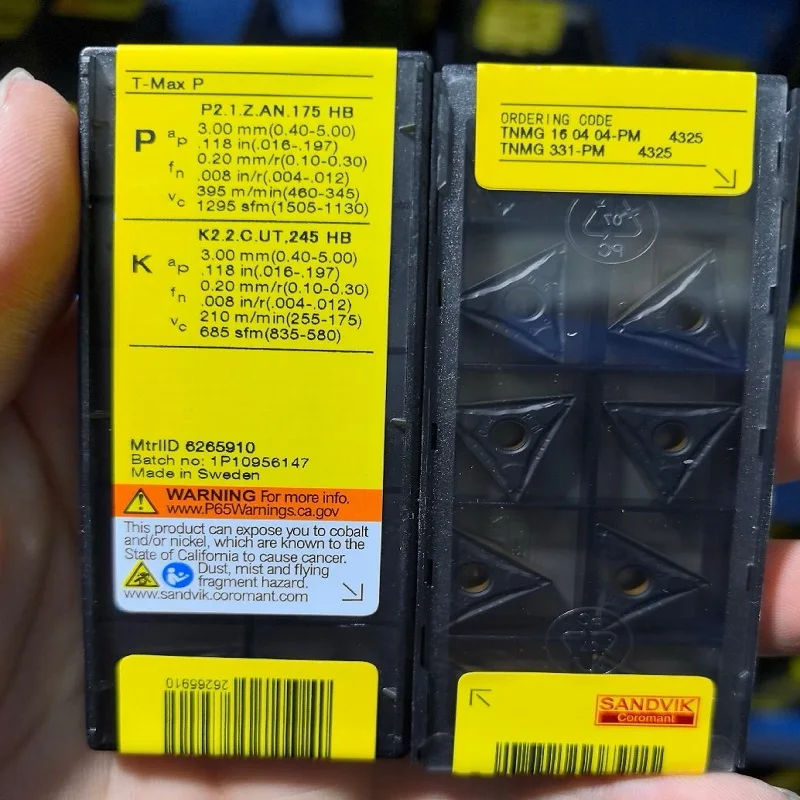 T-Max P
P2.1.Z.AN.175 HB
P
ap 3.00 mm(0.40-5.00)
.118 in(.016-.197)
fn 0.20 mm/r(0.10-0.30)
.008 in/r(.004-.012)
vc 395 m/min(460-345)
1295 sfm(1505-1130)
K2.2.C.UT,245 HB
K
ap 3.00 mm(0.40-5.00)
.118 in(.016-.197)
fn 0.20 mm/r(0.10-0.30)
.008 in/r(.004-.012)
vc 210 m/min(255-175)
685 sfm(835-580)
MtrlID 6265910
Batch no: 1P10956147
Made in Sweden
WARNING For more info.
www.P65Warnings.ca.gov
This product can expose you to cobalt
and/or nickel, which are known to the
State of California to cause cancer.
Dust, mist and flying
fragment hazard.
www.sandvik.coromant.com
26265910
ORDERING CODE
TNMG 16 04 04-PM 4325
TNMG 331-PM 4325
07
PC
SANDVIK
Coromant